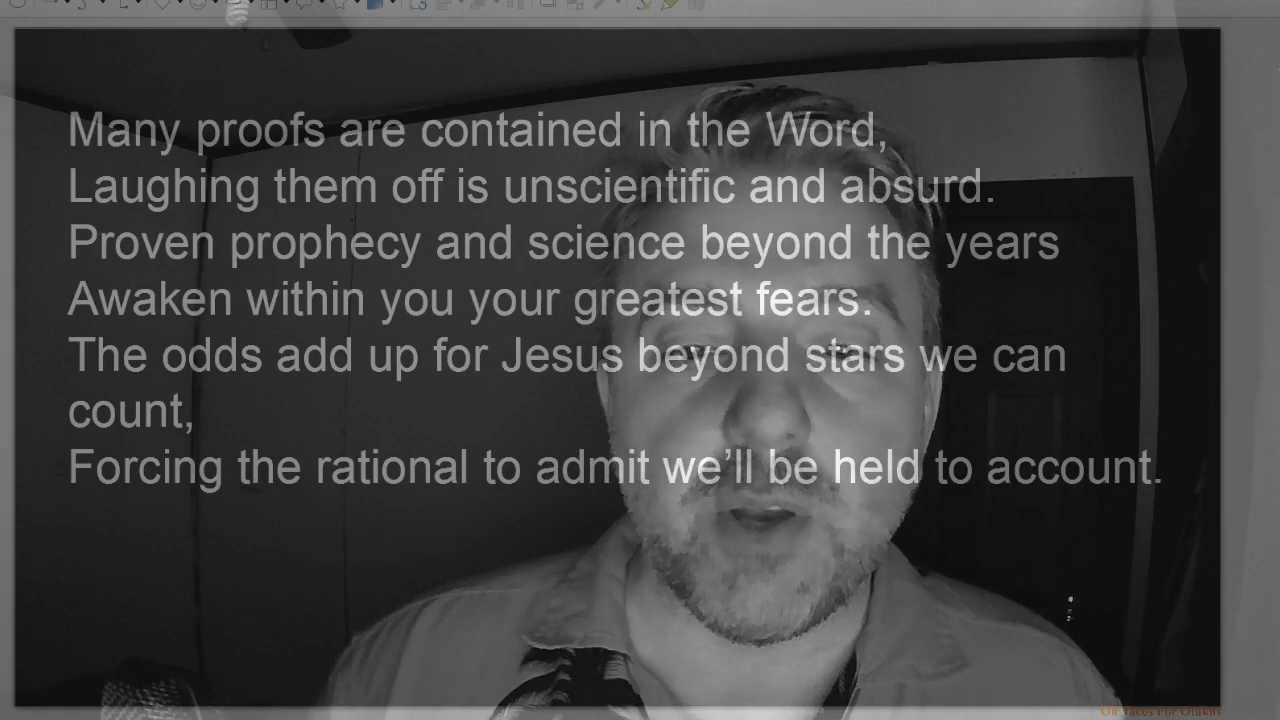 Many proofs are contained in the Word,
Laughing them off is unscientific and absurd.
Proven prophecy and science beyond the years
Awaken within you your greatest fears.
The odds add up for Jesus beyond stars we can
count,
Forcing the rational to admit we’ll be held to account.